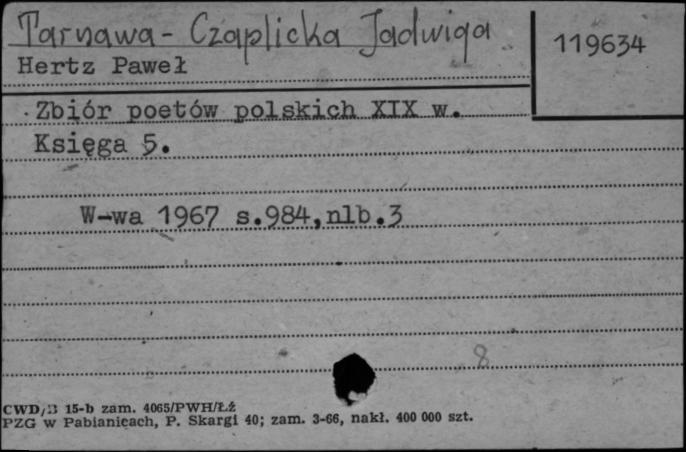 Tarnawa-Czaplicka Jadwiga
119634
Hertz Paweł
Zbiór poetów polskich XIX w.
Księga 5.
W-wa 1967 s.984,nlb.3
8
CWD/B 15-b zam. 4065/PWH/Łź
PZG w Pabianicach, P. Skargi 40; zam. 3-66, nakł. 400 000 szt.